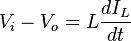 V_i - V_o = L \frac{dI_L}{dt}